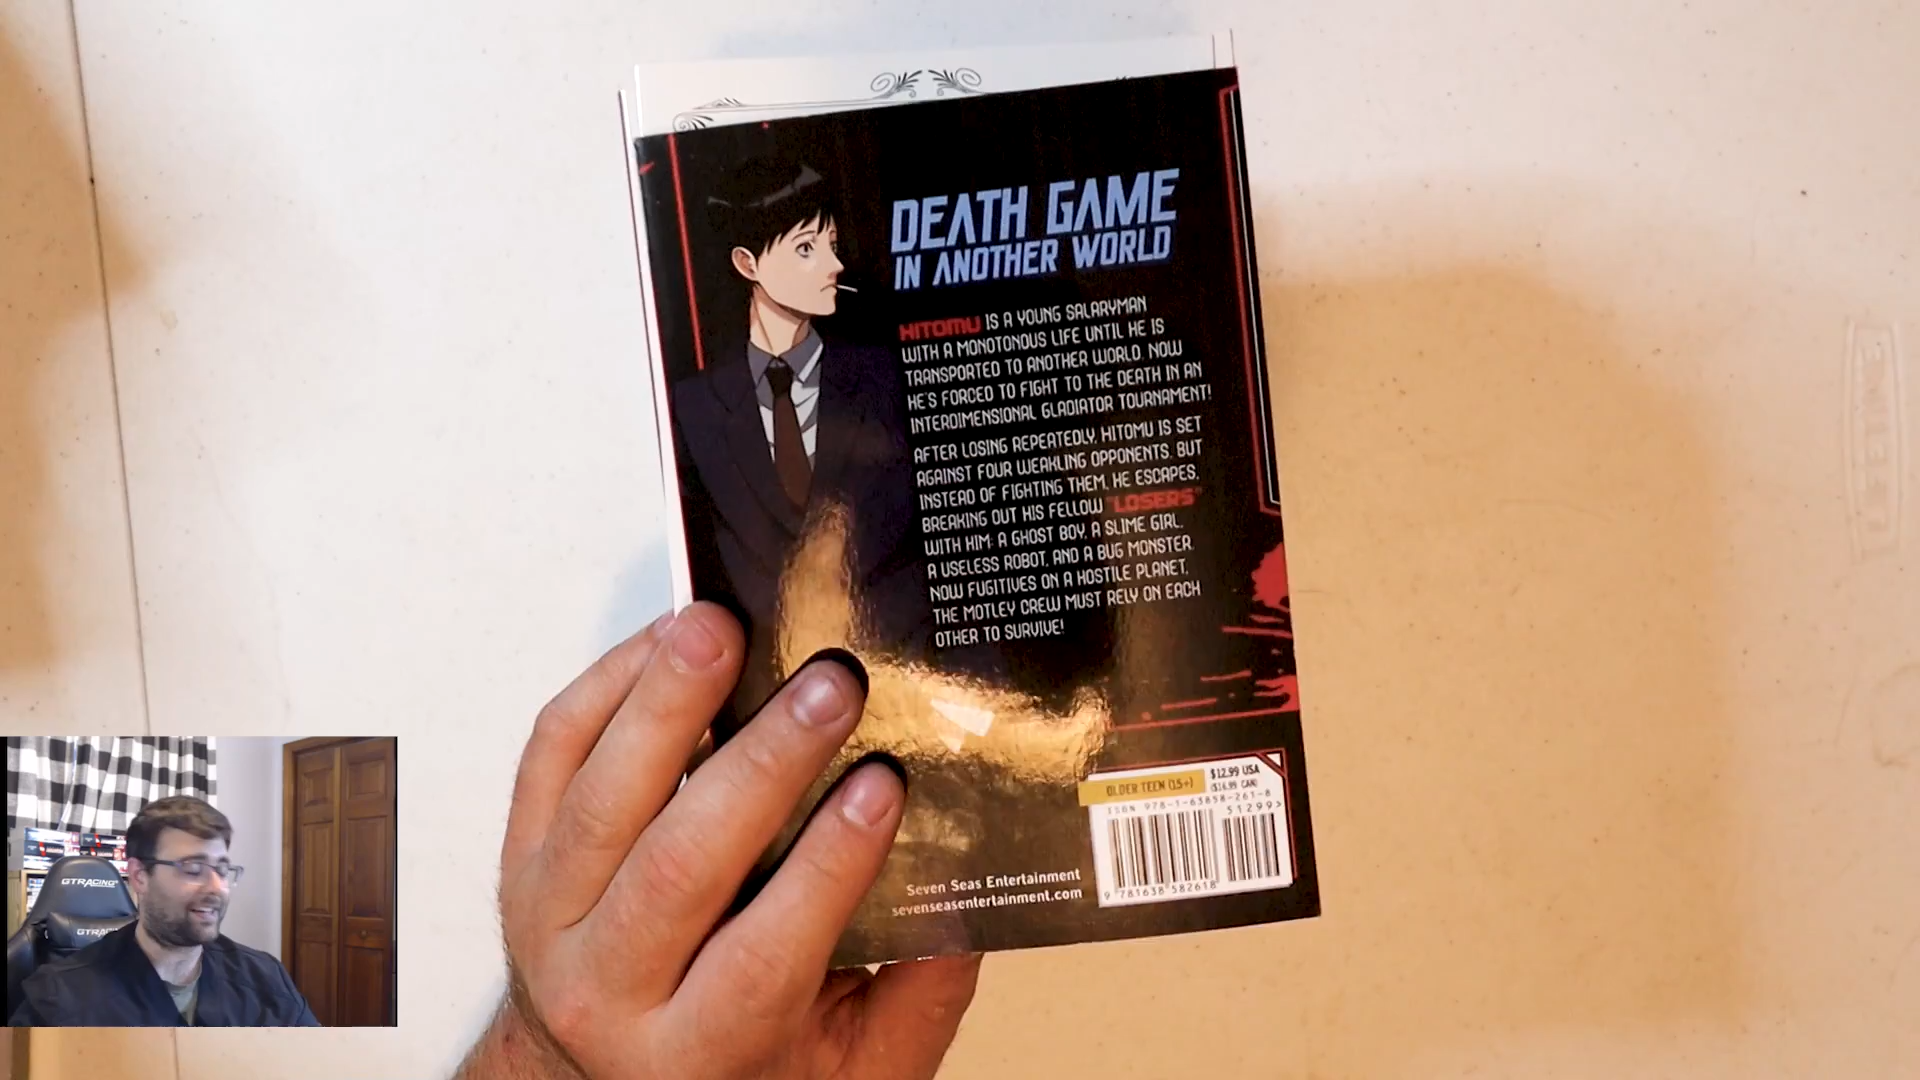 DEATH GAME
IN ANOTHER WORLD
HITOMU IS A YOUNG SALARYMAN
WITH A MONOTONOUS LIFE UNTIL HE IS
TRANSPORTED TO ANOTHER WORLD. NOW
HE'S FORCED TO FIGHT TO THE DEATH IN AN
INTERDIMENSIONAL GLADIATOR TOURNAMENT!
AFTER LOSING REPEATEDLY, HITOMU IS SET
AGAINST FOUR WEAKLING OPPONENTS. BUT
INSTEAD OF FIGHTING THEM, HE ESCAPES,
BREAKING OUT HIS FELLOW "LOSERS"
WITH HIM: A GHOST BOY, A SLIME GIRL,
A USELESS ROBOT, AND A BUG MONSTER.
NOW FUGITIVES ON A HOSTILE PLANET,
THE MOTLEY CREW MUST RELY ON EACH
OTHER TO SURVIVE!
OLDER TEEN (15+)
$12.99 USA
($16.99 CAN)
ISBN 978-1-63858-261-8
51299>
9 781638 582618
Seven Seas Entertainment
sevenseasentertainment.com
LIFETIME
GTRACING
GTRA